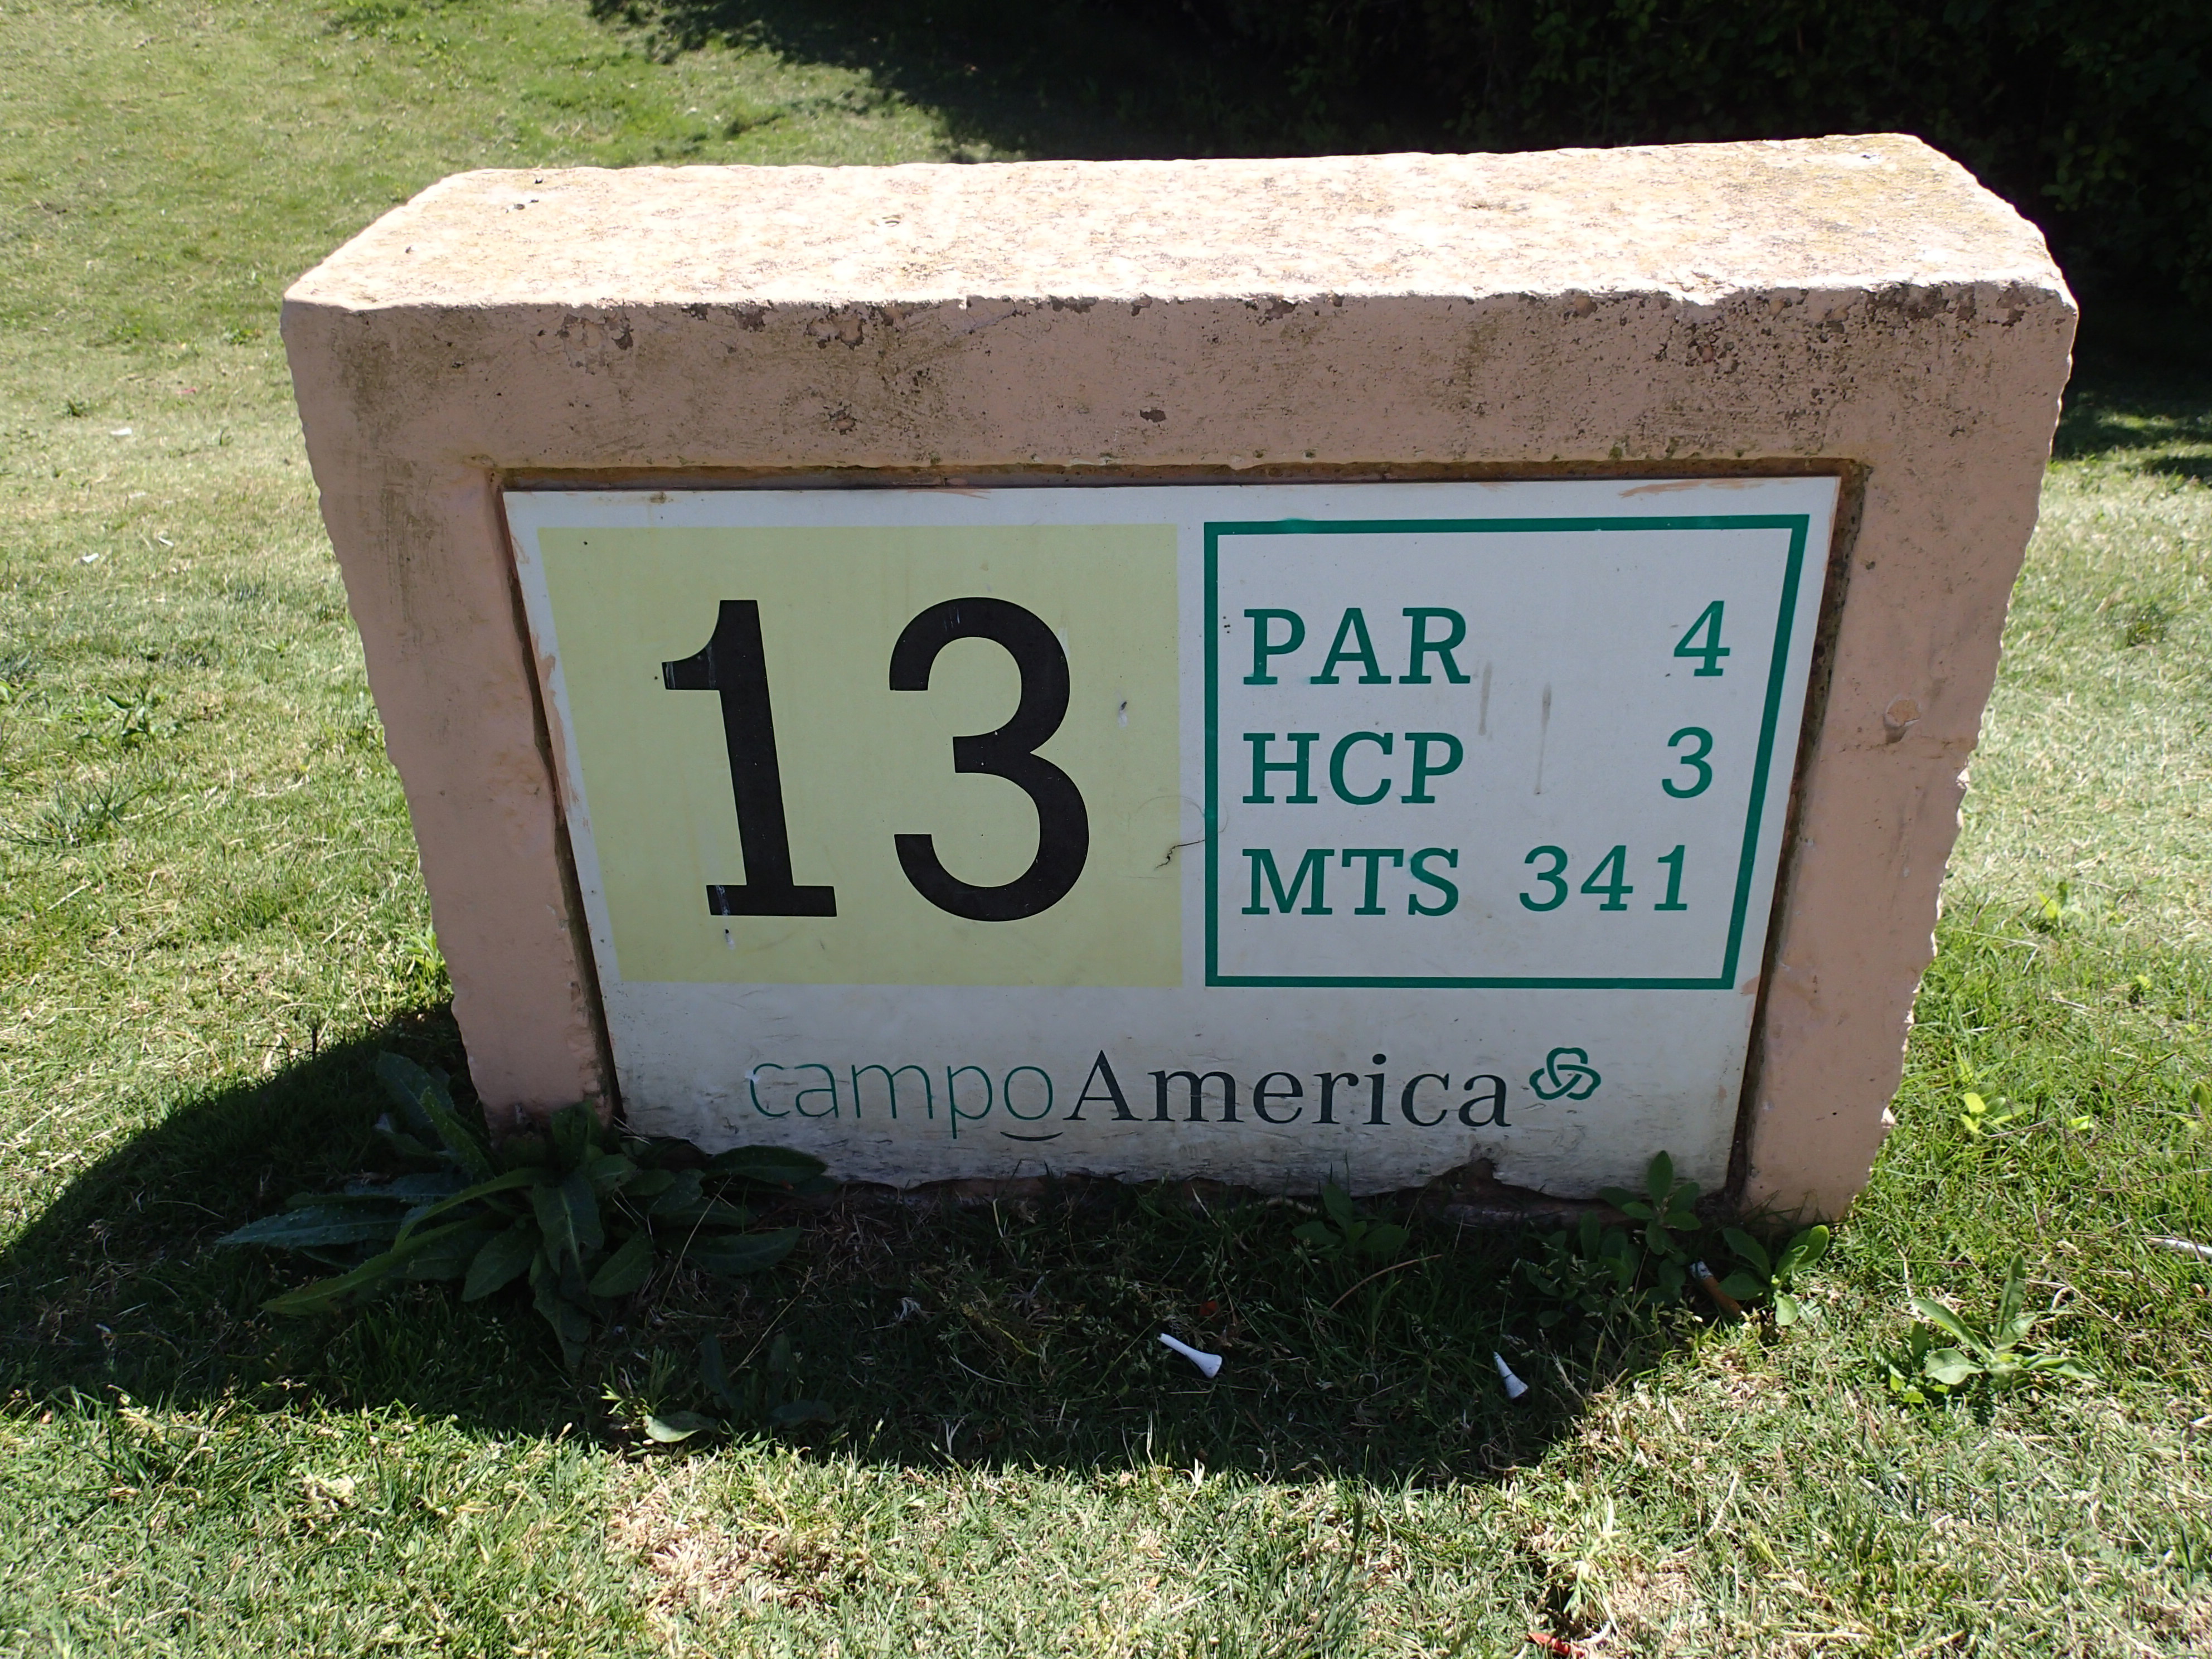 13
PAR 4
HCP 3
MTS 341
campoAmerica